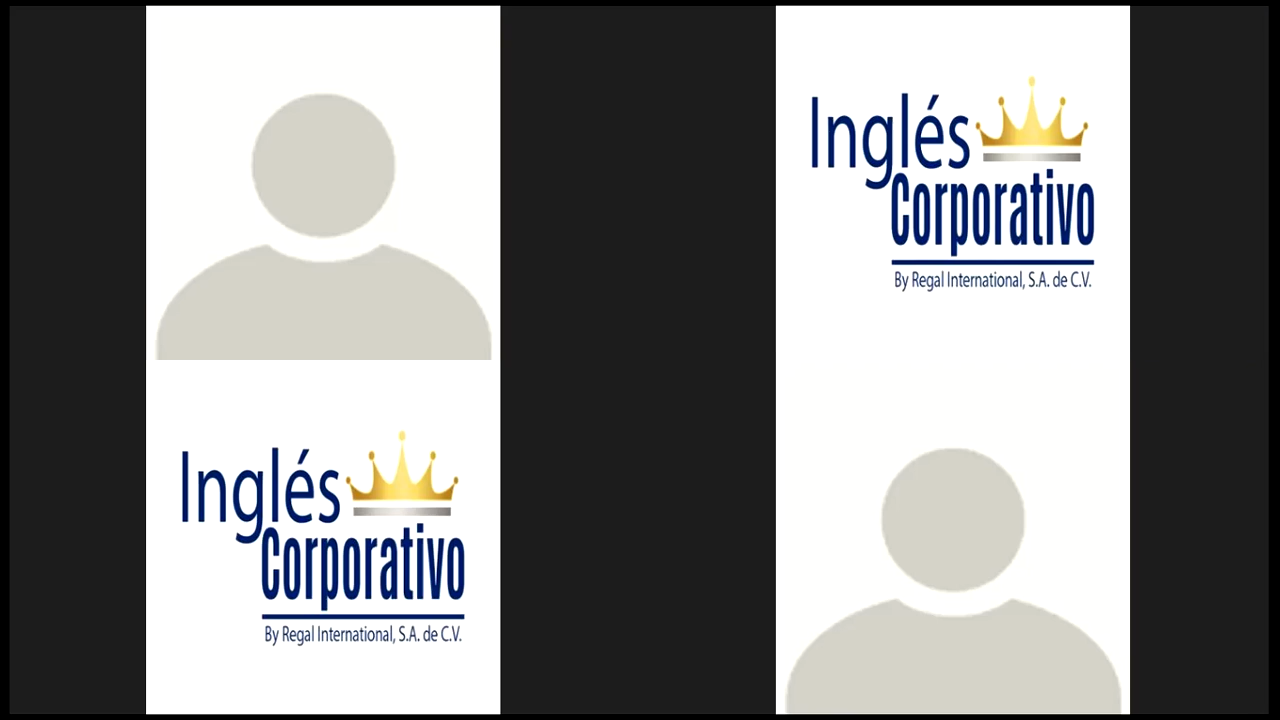 Inglés
Corporativo
By Regal International, S.A. de C.V.
Inglés
Corporativo
By Regal International, S.A. de C.V.